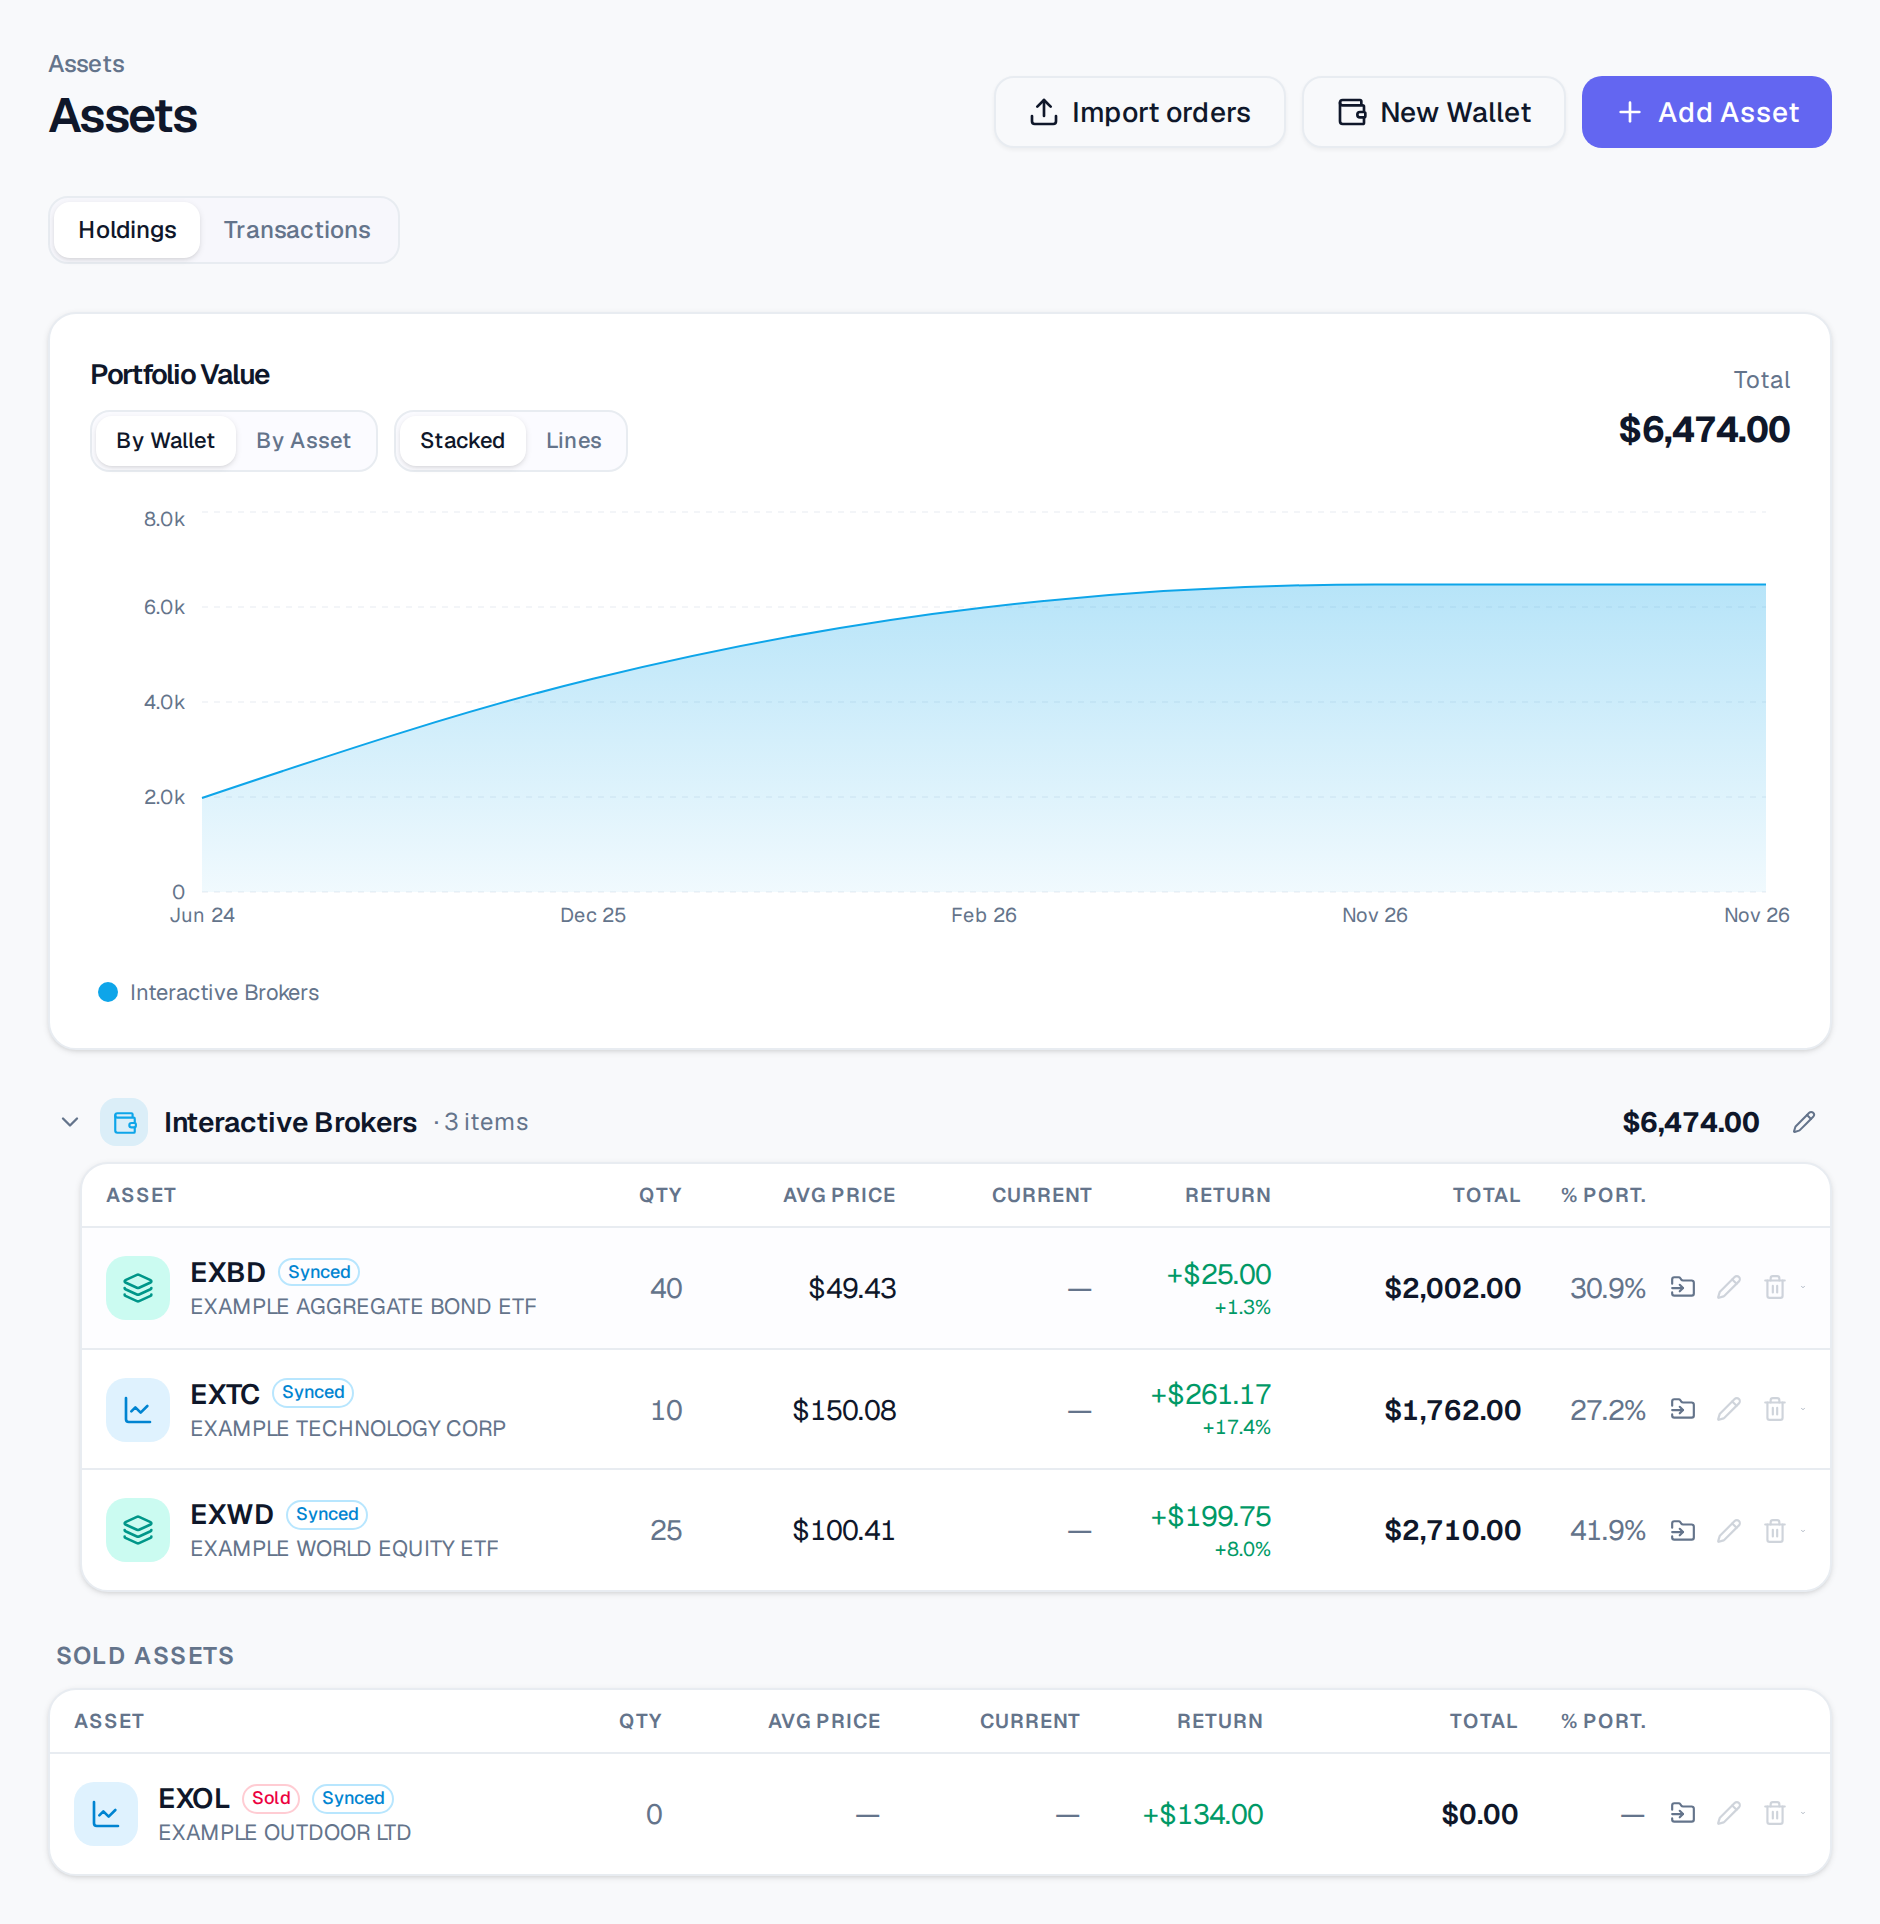 Assets
Assets
Import orders
New Wallet
Add Asset
Holdings
Transactions
Portfolio Value
Total
$6,474.00
By Wallet
By Asset
Stacked
Lines
8.0k
6.0k
4.0k
2.0k
0
Jun 24
Dec 25
Feb 26
Nov 26
Nov 26
Interactive Brokers
Interactive Brokers · 3 items $6,474.00
ASSET QTY AVG PRICE CURRENT RETURN TOTAL % PORT.
EXBD Synced
EXAMPLE AGGREGATE BOND ETF
40 $49.43 — +$25.00 $2,002.00 30.9%
+1.3%
EXTC Synced
EXAMPLE TECHNOLOGY CORP
10 $150.08 — +$261.17 $1,762.00 27.2%
+17.4%
EXWD Synced
EXAMPLE WORLD EQUITY ETF
25 $100.41 — +$199.75 $2,710.00 41.9%
+8.0%
SOLD ASSETS
ASSET QTY AVG PRICE CURRENT RETURN TOTAL % PORT.
EXOL Sold Synced
EXAMPLE OUTDOOR LTD
0 — — +$134.00 $0.00 —